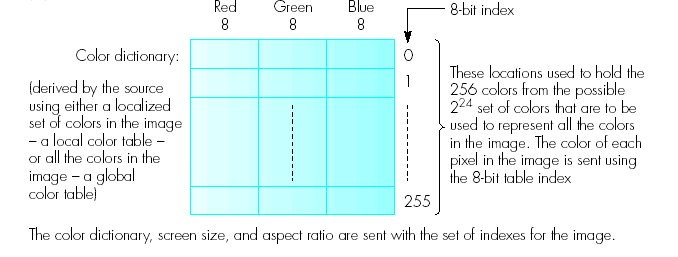 Red Green Blue
8 8 8
8-bit index
Color dictionary:
(derived by the source
using either a localized
set of colors in the image
– a local color table –
or all the colors in the
image – a global
color table)
0
1
255
These locations used to hold the
256 colors from the possible
2²⁴ set of colors that are to be
used to represent all the colors
in the image. The color of each
pixel in the image is sent using
the 8-bit table index
The color dictionary, screen size, and aspect ratio are sent with the set of indexes for the image.